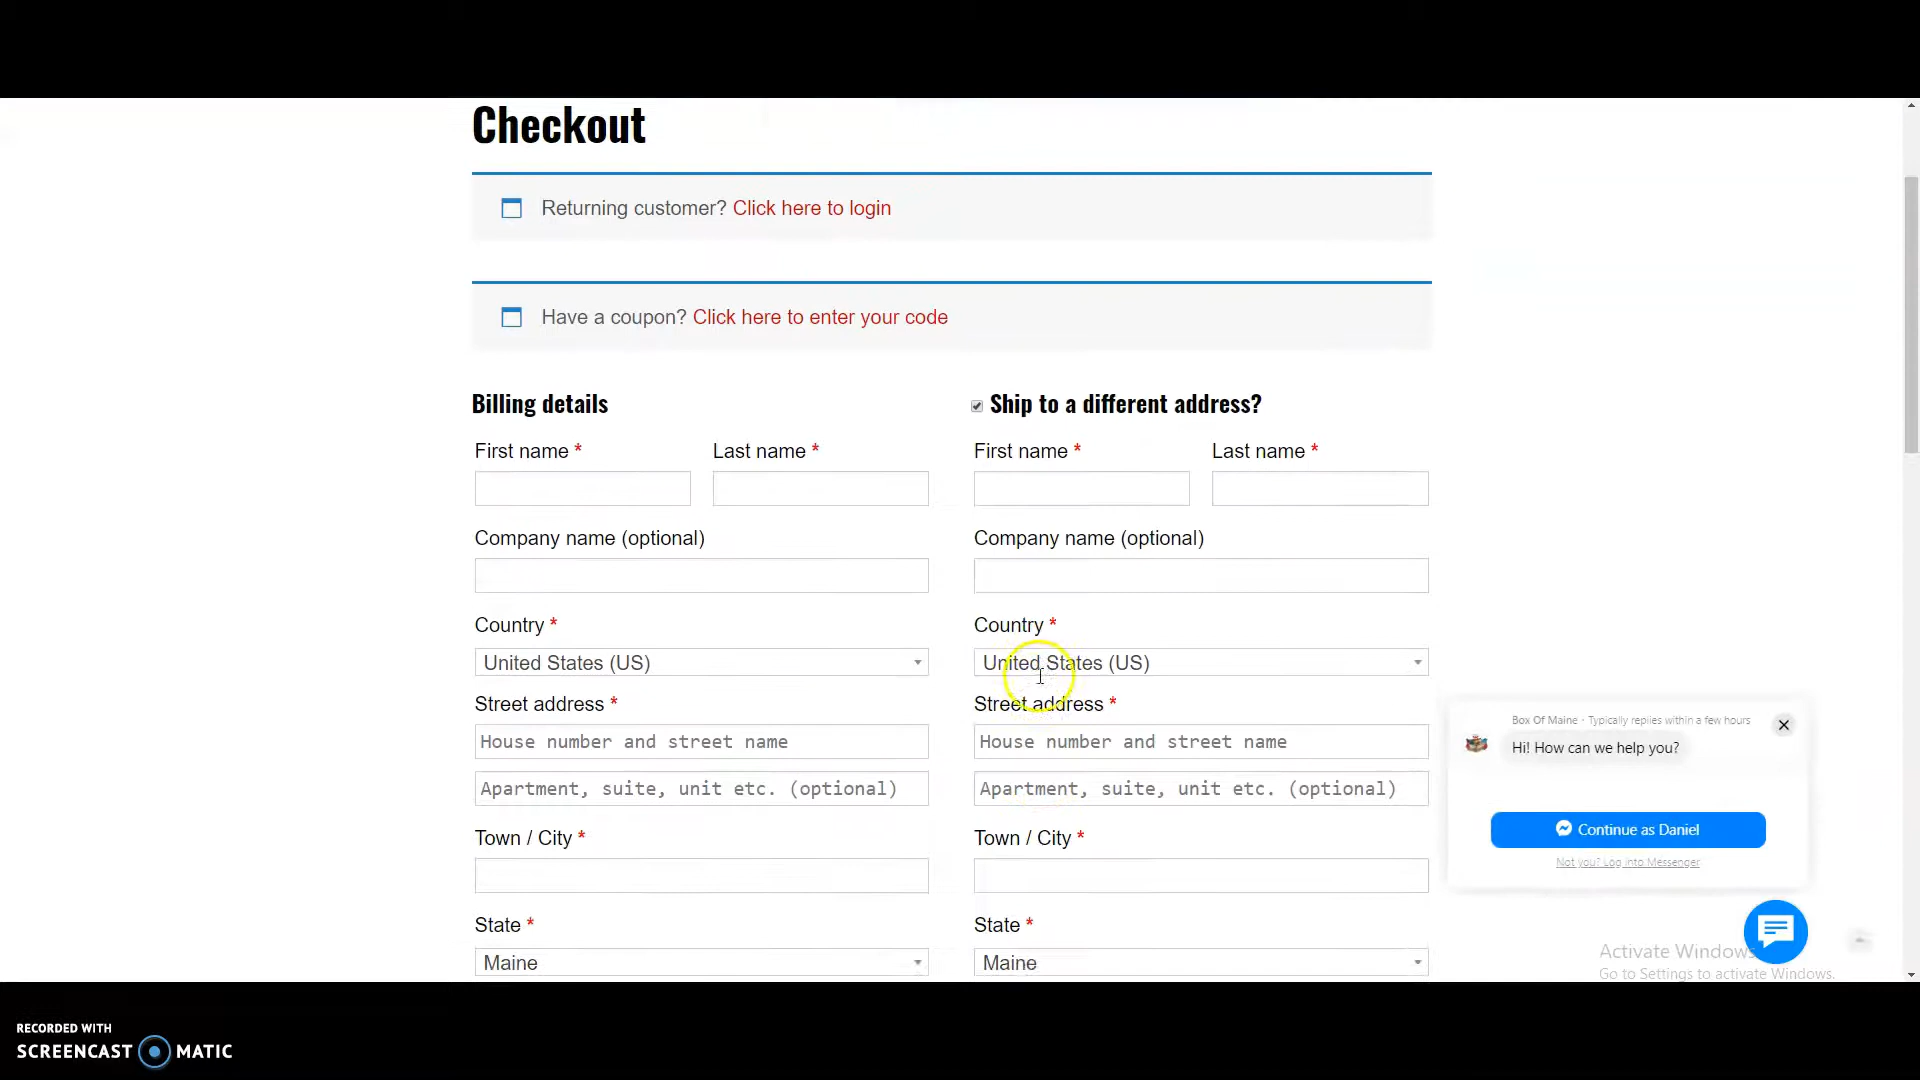 Checkout
Returning customer? Click here to login
Have a coupon? Click here to enter your code
Billing details
Ship to a different address?
First name *
Last name *
First name *
Last name *
Company name (optional)
Company name (optional)
Country *
Country *
United States (US)
United States (US)
Street address *
Street address *
House number and street name
House number and street name
Apartment, suite, unit etc. (optional)
Apartment, suite, unit etc. (optional)
Town / City *
Town / City *
State *
State *
Maine
Maine
Box Of Maine · Typically replies within a few hours
Hi! How can we help you?
Continue as Daniel
Not you? Log into Messenger
Activate Windows
Go to Settings to activate Windows.
RECORDED WITH
SCREENCAST MATIC